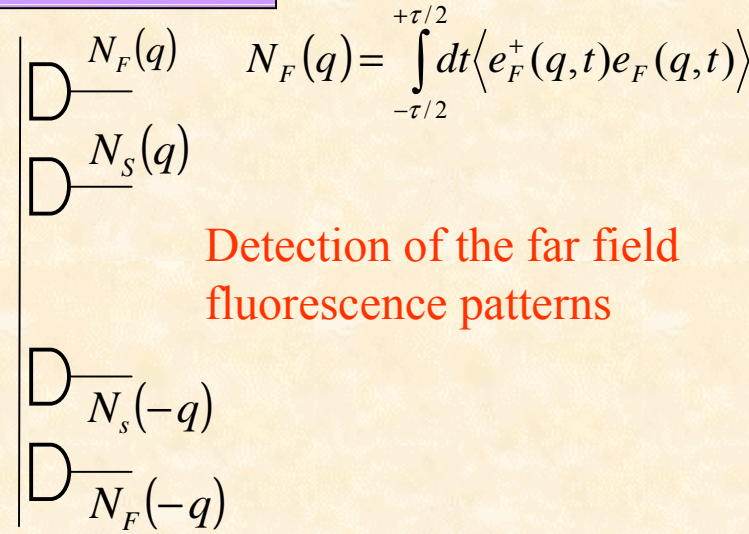 N_F(q)
N_F(q) = ∫_{-τ/2}^{+τ/2} dt⟨e_F^+(q,t)e_F(q,t)⟩
N_S(q)
Detection of the far field
fluorescence patterns
N_s(−q)
N_F(−q)